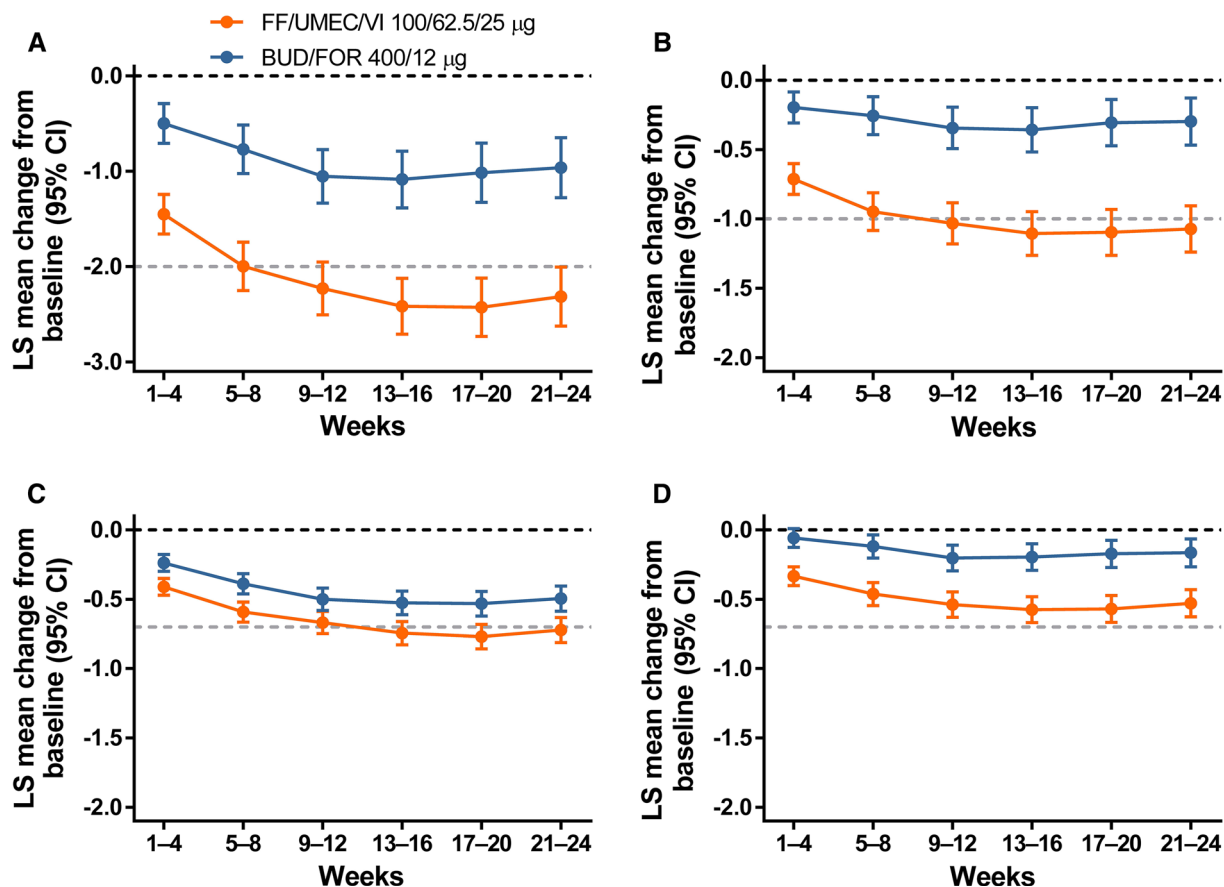 FF/UMEC/VI 100/62.5/25 μg
BUD/FOR 400/12 μg
A
LS mean change from
baseline (95% CI)
0.0
-1.0
-2.0
-3.0
1–4 5–8 9–12 13–16 17–20 21–24
Weeks
B
LS mean change from
baseline (95% CI)
0.0
-0.5
-1.0
-1.5
-2.0
1–4 5–8 9–12 13–16 17–20 21–24
Weeks
C
LS mean change from
baseline (95% CI)
0.0
-0.5
-1.0
-1.5
-2.0
1–4 5–8 9–12 13–16 17–20 21–24
Weeks
D
LS mean change from
baseline (95% CI)
0.0
-0.5
-1.0
-1.5
-2.0
1–4 5–8 9–12 13–16 17–20 21–24
Weeks